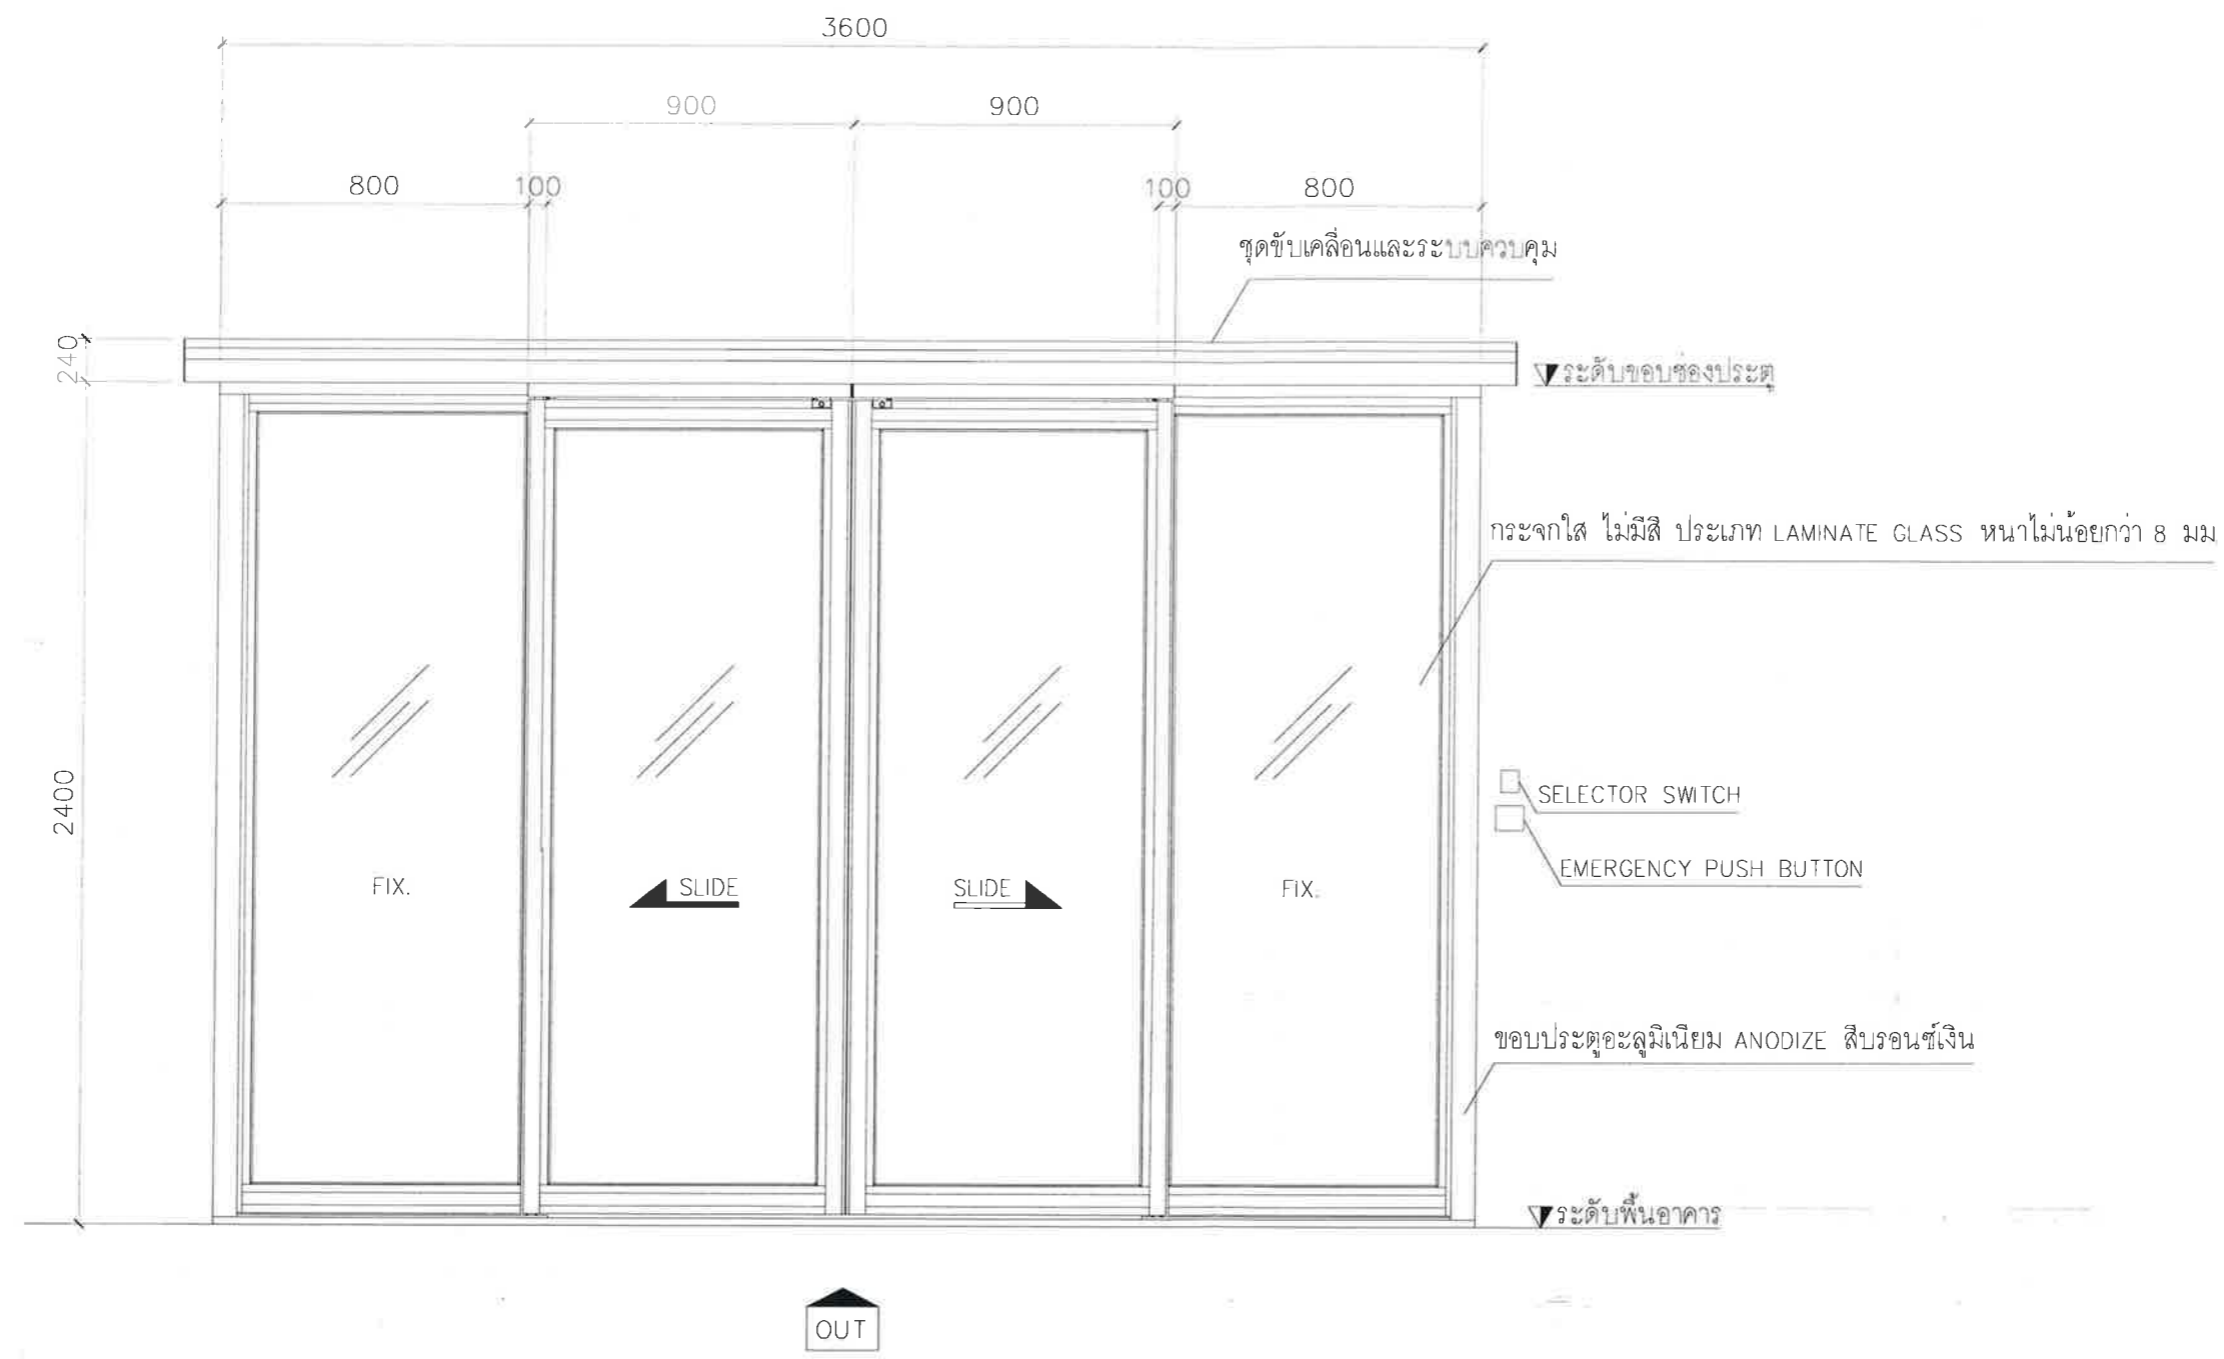 3600
900
900
800
100
100
800
ชุดขับเคลื่อนและระบบควบคุม
240
ระดับขอบช่องประตู
กระจกใส ไม่มีสี ประเภท LAMINATE GLASS หนาไม่น้อยกว่า 8 มม
2400
SELECTOR SWITCH
EMERGENCY PUSH BUTTON
FIX.
SLIDE
SLIDE
FIX.
ขอบประตูอะลูมิเนียม ANODIZE สีบรอนซ์เงิน
ระดับพื้นอาคาร
OUT